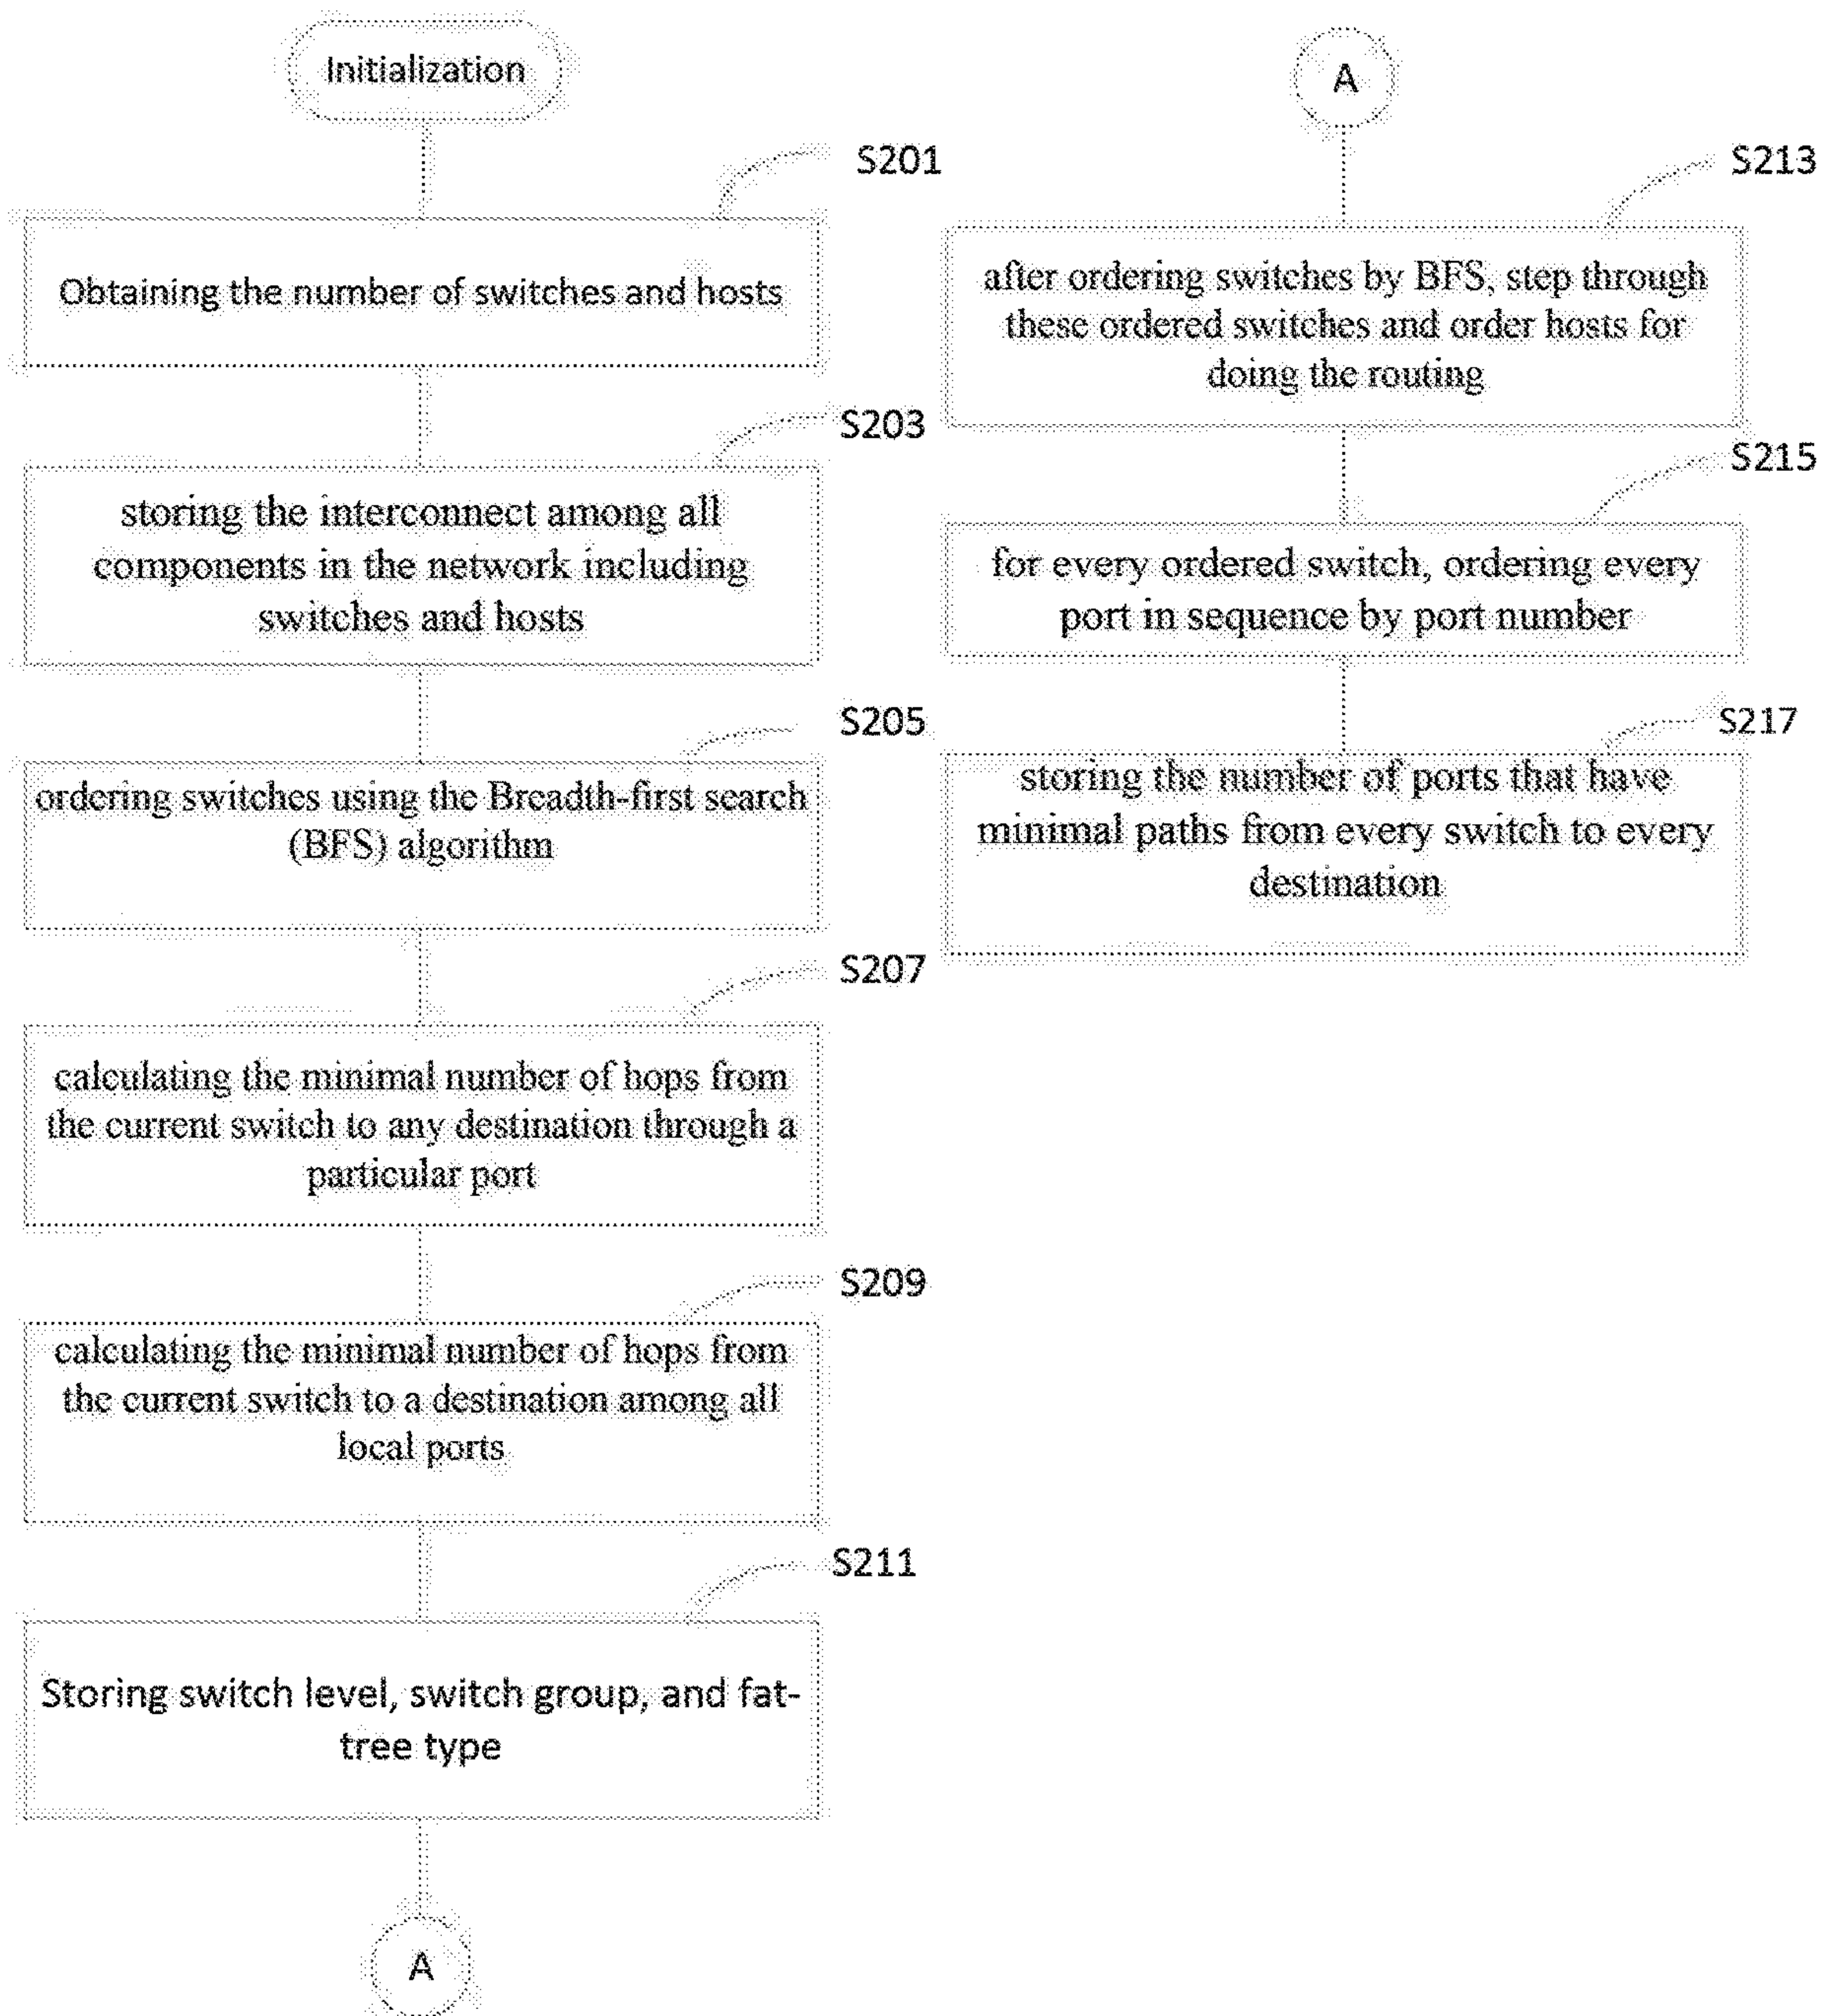 Initialization
S201
Obtaining the number of switches and hosts
S203
storing the interconnect among all
components in the network including
switches and hosts
S205
ordering switches using the Breadth-first search
(BFS) algorithm
S207
calculating the minimal number of hops from
the current switch to any destination through a
particular port
S209
calculating the minimal number of hops from
the current switch to a destination among all
local ports
S211
Storing switch level, switch group, and fat-
tree type
A
A
S213
after ordering switches by BFS, step through
these ordered switches and order hosts for
doing the routing
S215
for every ordered switch, ordering every
port in sequence by port number
S217
storing the number of ports that have
minimal paths from every switch to every
destination